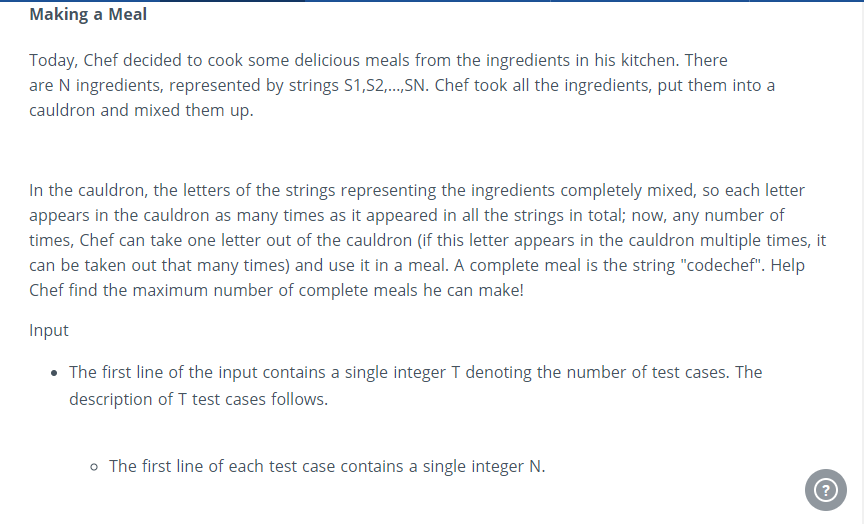 Making a Meal
Today, Chef decided to cook some delicious meals from the ingredients in his kitchen. There
are N ingredients, represented by strings S1,S2,...,SN. Chef took all the ingredients, put them into a
cauldron and mixed them up.
In the cauldron, the letters of the strings representing the ingredients completely mixed, so each letter
appears in the cauldron as many times as it appeared in all the strings in total; now, any number of
times, Chef can take one letter out of the cauldron (if this letter appears in the cauldron multiple times, it
can be taken out that many times) and use it in a meal. A complete meal is the string "codechef". Help
Chef find the maximum number of complete meals he can make!
Input
• The first line of the input contains a single integer T denoting the number of test cases. The
description of T test cases follows.
○ The first line of each test case contains a single integer N.
?